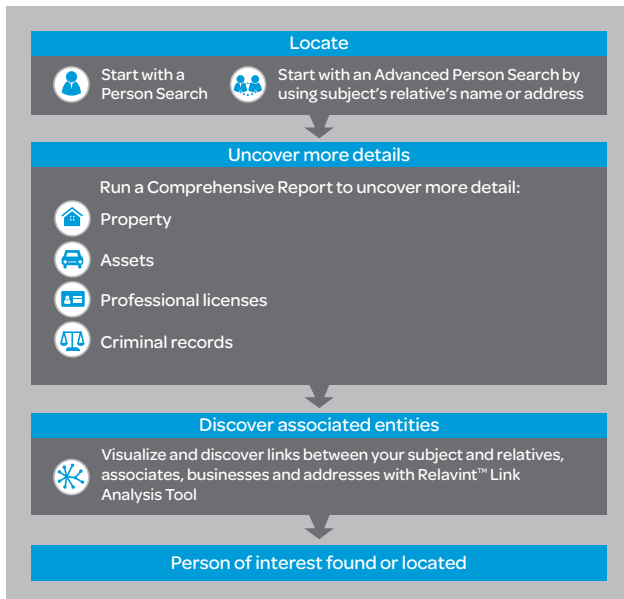 Locate
Start with a
Person Search
Start with an Advanced Person Search by
using subject's relative's name or address
Uncover more details
Run a Comprehensive Report to uncover more detail:
Property
Assets
Professional licenses
Criminal records
Discover associated entities
Visualize and discover links between your subject and relatives,
associates, businesses and addresses with Relavint™ Link
Analysis Tool
Person of interest found or located